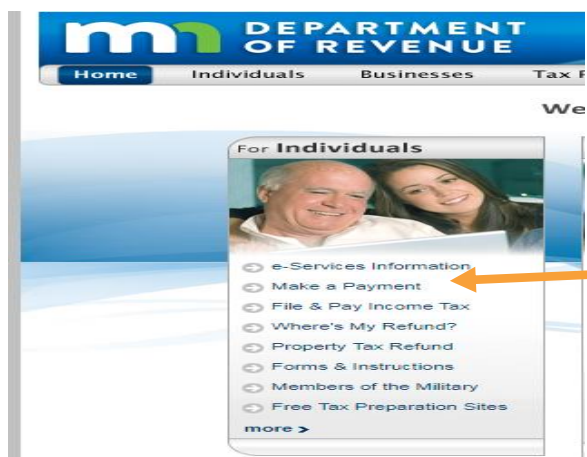 mn DEPARTMENT
OF REVENUE
Home Individuals Businesses Tax
We
For Individuals
e-Services Information
Make a Payment
File & Pay Income Tax
Where's My Refund?
Property Tax Refund
Forms & Instructions
Members of the Military
Free Tax Preparation Sites
more >